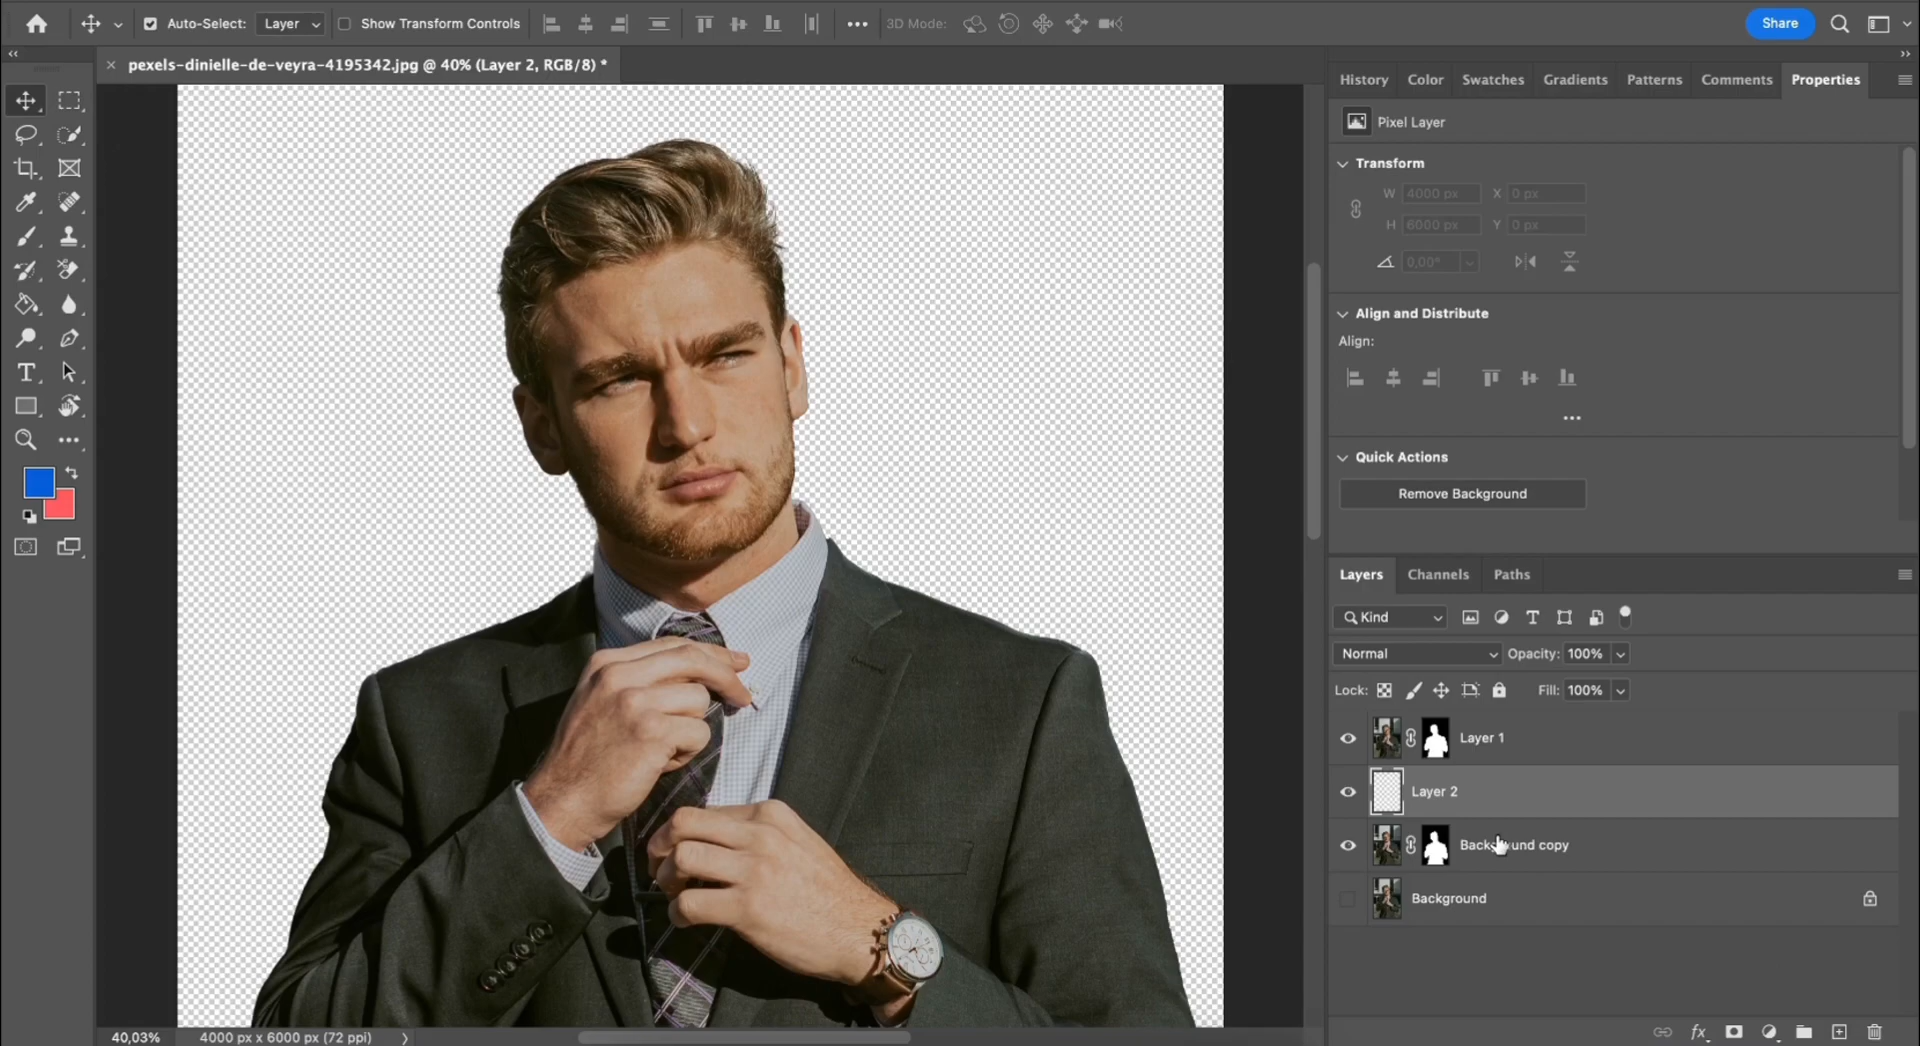 Auto-Select: Layer Show Transform Controls 3D Mode: Share
pexels-dinielle-de-veyra-4195342.jpg @ 40% (Layer 2, RGB/8) *
History Color Swatches Gradients Patterns Comments Properties
Pixel Layer
Transform
W 4000 px X 0 px
H 6000 px Y 0 px
0,00°
Align and Distribute
Align:
Quick Actions
Remove Background
Layers Channels Paths
Kind
Normal Opacity: 100%
Lock: Fill: 100%
Layer 1
Layer 2
Background copy
Background
40,03% 4000 px x 6000 px (72 ppi)